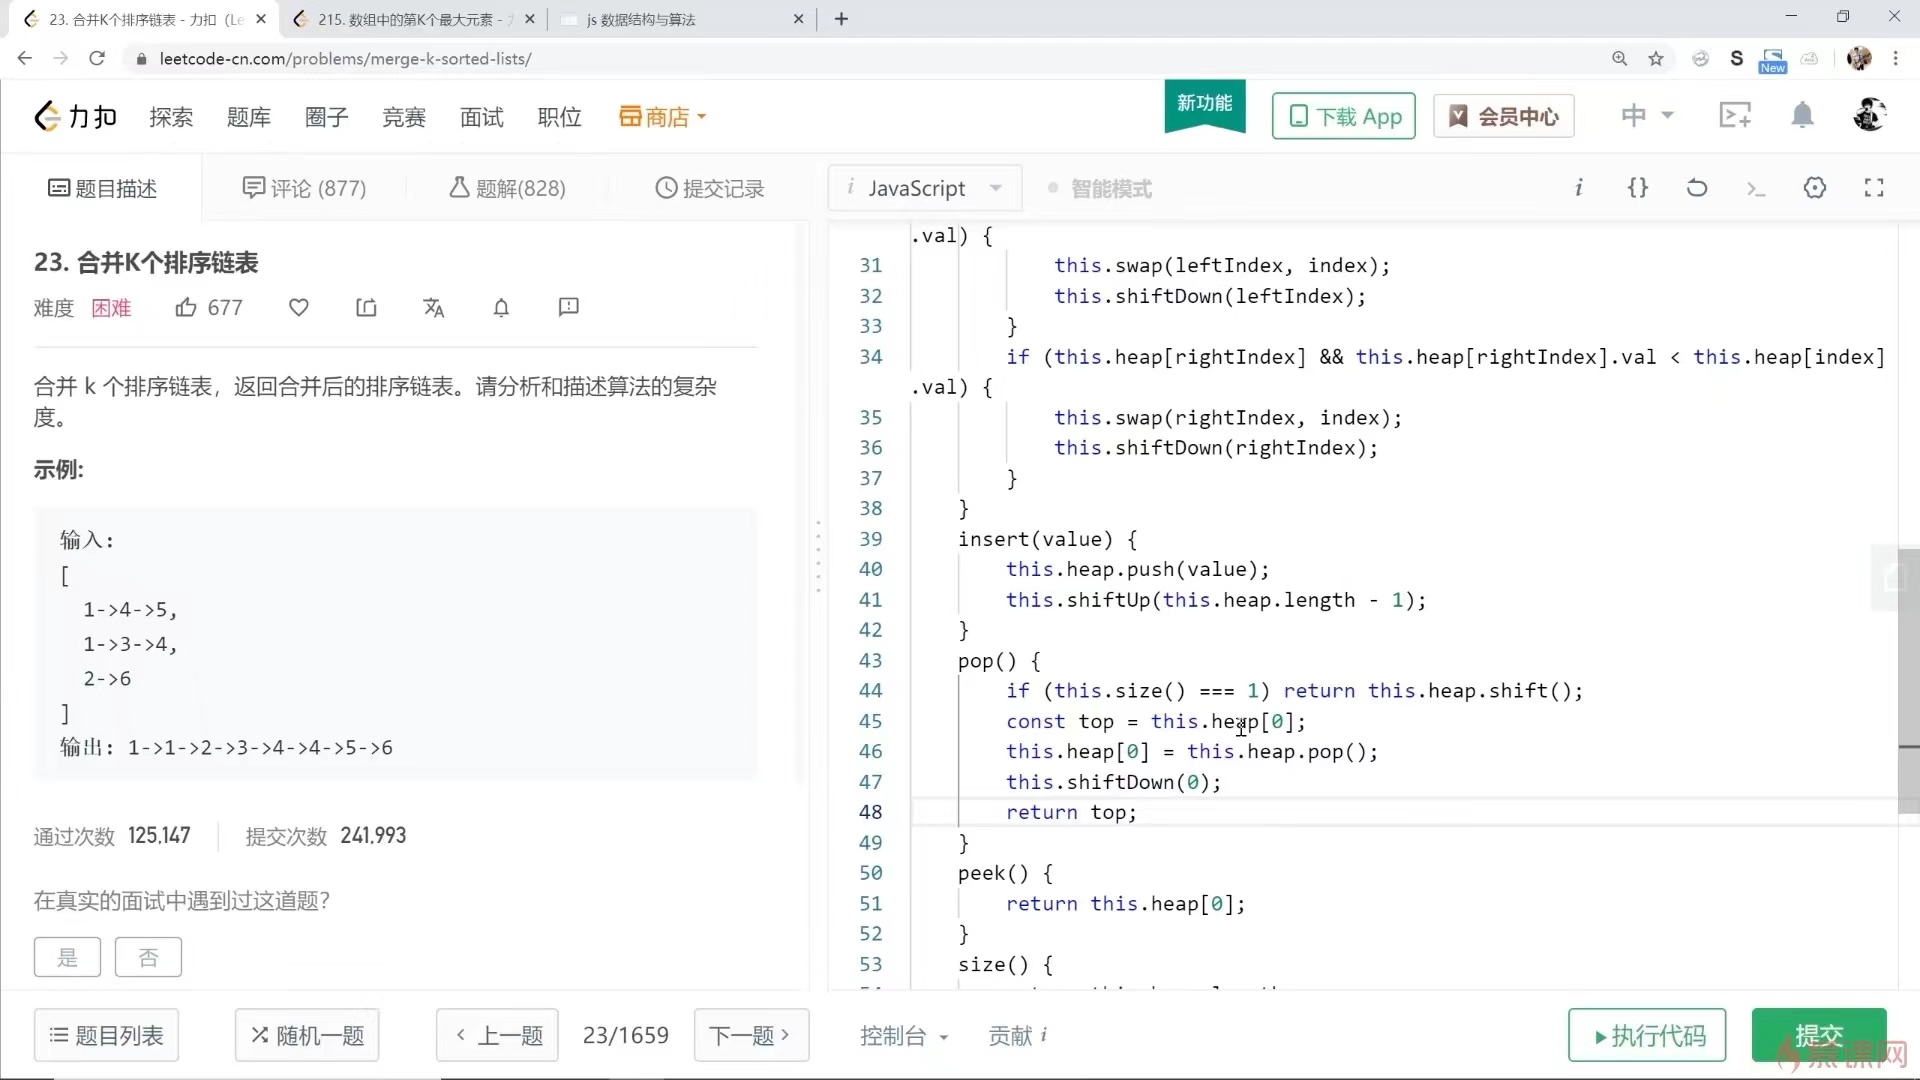 23. 合并K个排序链表 - 力扣 (Le
215. 数组中的第K个最大元素 -
js 数据结构与算法
leetcode-cn.com/problems/merge-k-sorted-lists/
S
New
力扣
探索
题库
圈子
竞赛
面试
职位
商店
新功能
下载 App
会员中心
中
题目描述
评论 (877)
题解(828)
提交记录
i JavaScript
智能模式
i
{}
>_
23. 合并K个排序链表
难度 困难 677
合并 k 个排序链表，返回合并后的排序链表。请分析和描述算法的复杂
度。
示例:
输入:
[
1->4->5,
1->3->4,
2->6
]
输出: 1->1->2->3->4->4->5->6
通过次数 125,147 提交次数 241,993
在真实的面试中遇到过这道题?
是 否
.val) {
31 this.swap(leftIndex, index);
32 this.shiftDown(leftIndex);
33 }
34 if (this.heap[rightIndex] && this.heap[rightIndex].val < this.heap[index]
.val) {
35 this.swap(rightIndex, index);
36 this.shiftDown(rightIndex);
37 }
38 }
39 insert(value) {
40 this.heap.push(value);
41 this.shiftUp(this.heap.length - 1);
42 }
43 pop() {
44 if (this.size() === 1) return this.heap.shift();
45 const top = this.heap[0];
46 this.heap[0] = this.heap.pop();
47 this.shiftDown(0);
48 return top;
49 }
50 peek() {
51 return this.heap[0];
52 }
53 size() {
题目列表
随机一题
上一题
23/1659
下一题
控制台
贡献 i
执行代码
提交
慕课网